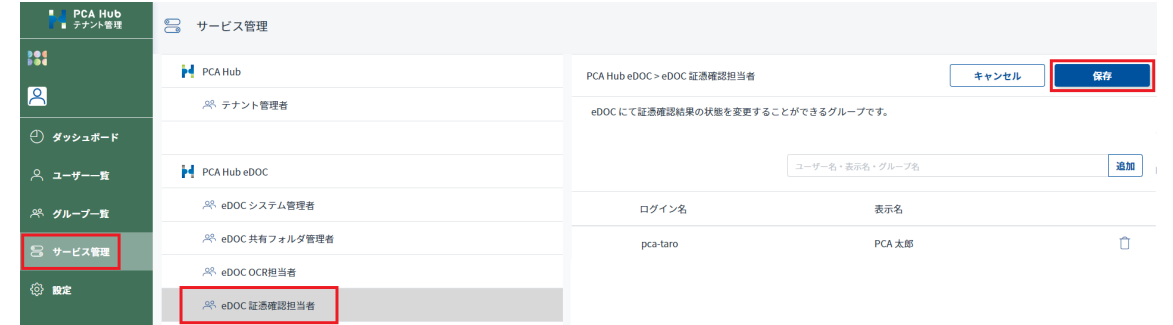 PCA Hub
テナント管理
サービス管理
ダッシュボード
ユーザー一覧
グループ一覧
サービス管理
設定
PCA Hub
テナント管理者
PCA Hub eDOC
eDOC システム管理者
eDOC 共有フォルダ管理者
eDOC OCR担当者
eDOC 証憑確認担当者
PCA Hub eDOC > eDOC 証憑確認担当者
キャンセル
保存
eDOC にて証憑確認結果の状態を変更することができるグループです。
ユーザー名・表示名・グループ名
追加
ログイン名 表示名
pca-taro PCA 太郎